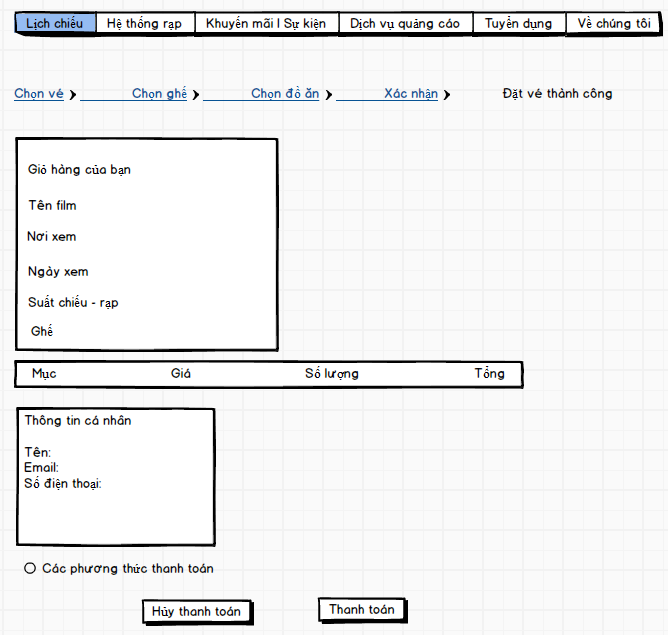 Lịch chiếu Hệ thống rạp Khuyến mãi | Sự kiện Dịch vụ quảng cáo Tuyển dụng Về chúng tôi
Chọn vé Chọn ghế Chọn đồ ăn Xác nhận Đặt vé thành công
Giỏ hàng của bạn
Tên film
Nơi xem
Ngày xem
Suất chiếu - rạp
Ghế
Mục Giá Số lượng Tổng
Thông tin cá nhân
Tên:
Email:
Số điện thoại:
Các phương thức thanh toán
Hủy thanh toán Thanh toán